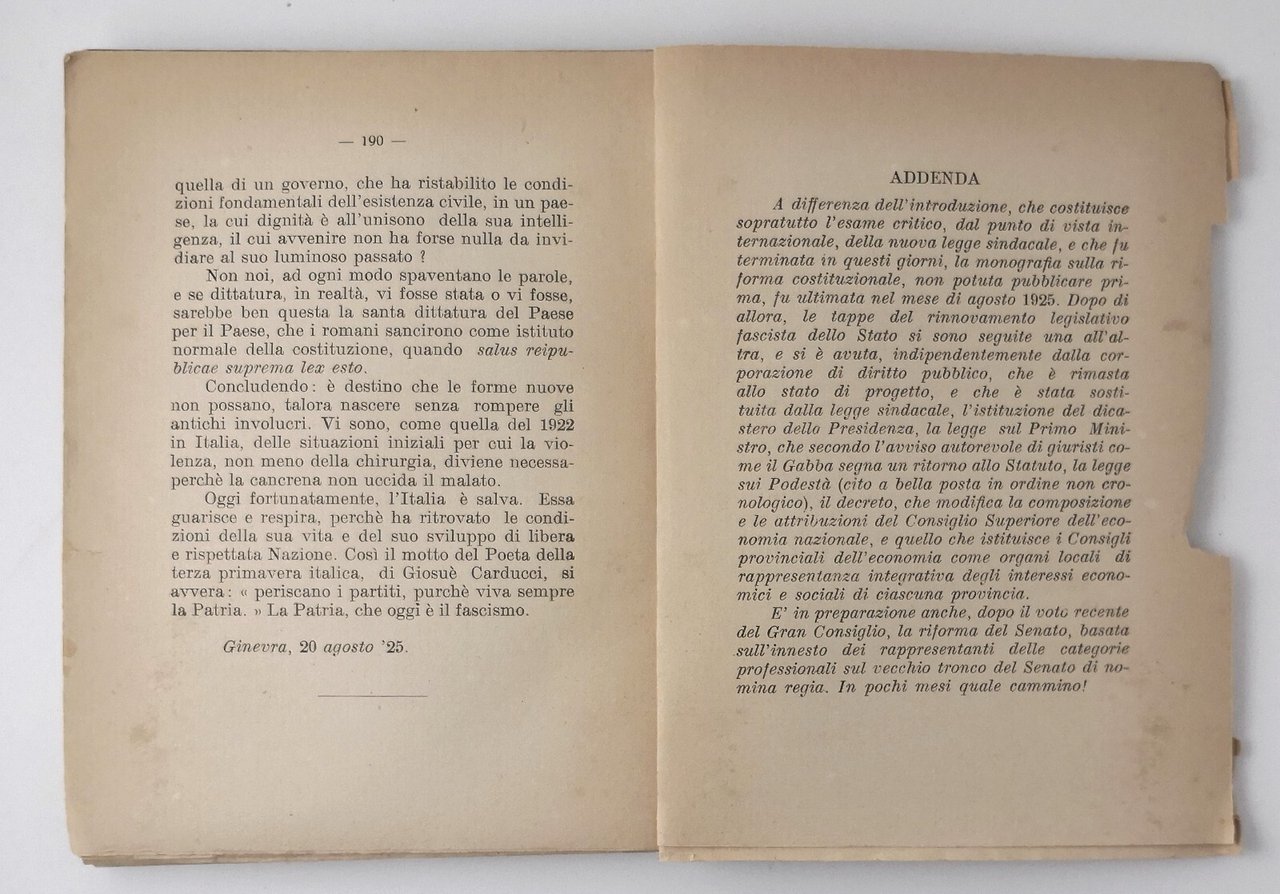 — 190 —
quella di un governo, che ha ristabilito le condi-
zioni fondamentali dell'esistenza civile, in un pae-
se, la cui dignità è all'unisono della sua intelli-
genza, il cui avvenire non ha forse nulla da invi-
diare al suo luminoso passato ?
Non noi, ad ogni modo spaventano le parole,
e se dittatura, in realtà, vi fosse stata o vi fosse,
sarebbe ben questa la santa dittatura del Paese
per il Paese, che i romani sancirono come istituto
normale della costituzione, quando salus reipu-
blicae suprema lex esto.
Concludendo : è destino che le forme nuove
non possano, talora nascere senza rompere gli
antichi involucri. Vi sono, come quella del 1922
in Italia, delle situazioni iniziali per cui la vio-
lenza, non meno della chirurgia, diviene necessa-
perchè la cancrena non uccida il malato.
Oggi fortunatamente, l'Italia è salva. Essa
guarisce e respira, perchè ha ritrovato le condi-
zioni della sua vita e del suo sviluppo di libera
e rispettata Nazione. Così il motto del Poeta della
terza primavera italica, di Giosuè Carducci, si
avvera : « periscano i partiti, purchè viva sempre
la Patria. » La Patria, che oggi è il fascismo.
Ginevra, 20 agosto '25.
ADDENDA
A differenza dell'introduzione, che costituisce
sopratutto l'esame critico, dal punto di vista in-
ternazionale, della nuova legge sindacale, e che fu
terminata in questi giorni, la monografia sulla ri-
forma costituzionale, non potuta pubblicare pri-
ma, fu ultimata nel mese di agosto 1925. Dopo di
allora, le tappe del rinnovamento legislativo
fascista dello Stato si sono seguite una all'al-
tra, e si è avuta, indipendentemente dalla cor-
porazione di diritto pubblico, che è rimasta
allo stato di progetto, e che è stata sosti-
tuita dalla legge sindacale, l'istituzione del dica-
stero della Presidenza, la legge sul Primo Mini-
stro, che secondo l'avviso autorevole di giuristi co-
me il Gabba segna un ritorno allo Statuto, la legge
sui Podestà (cito a bella posta in ordine non cro-
nologico), il decreto, che modifica la composizione
e le attribuzioni del Consiglio Superiore dell'eco-
nomia nazionale, e quello che istituisce i Consigli
provinciali dell'economia come organi locali di
rappresentanza integrativa degli interessi econo-
mici e sociali di ciascuna provincia.
E' in preparazione anche, dopo il voto recente
del Gran Consiglio, la riforma del Senato, basata
sull'innesto dei rappresentanti delle categorie
professionali sul vecchio tronco del Senato di no-
mina regia. In pochi mesi quale cammino!